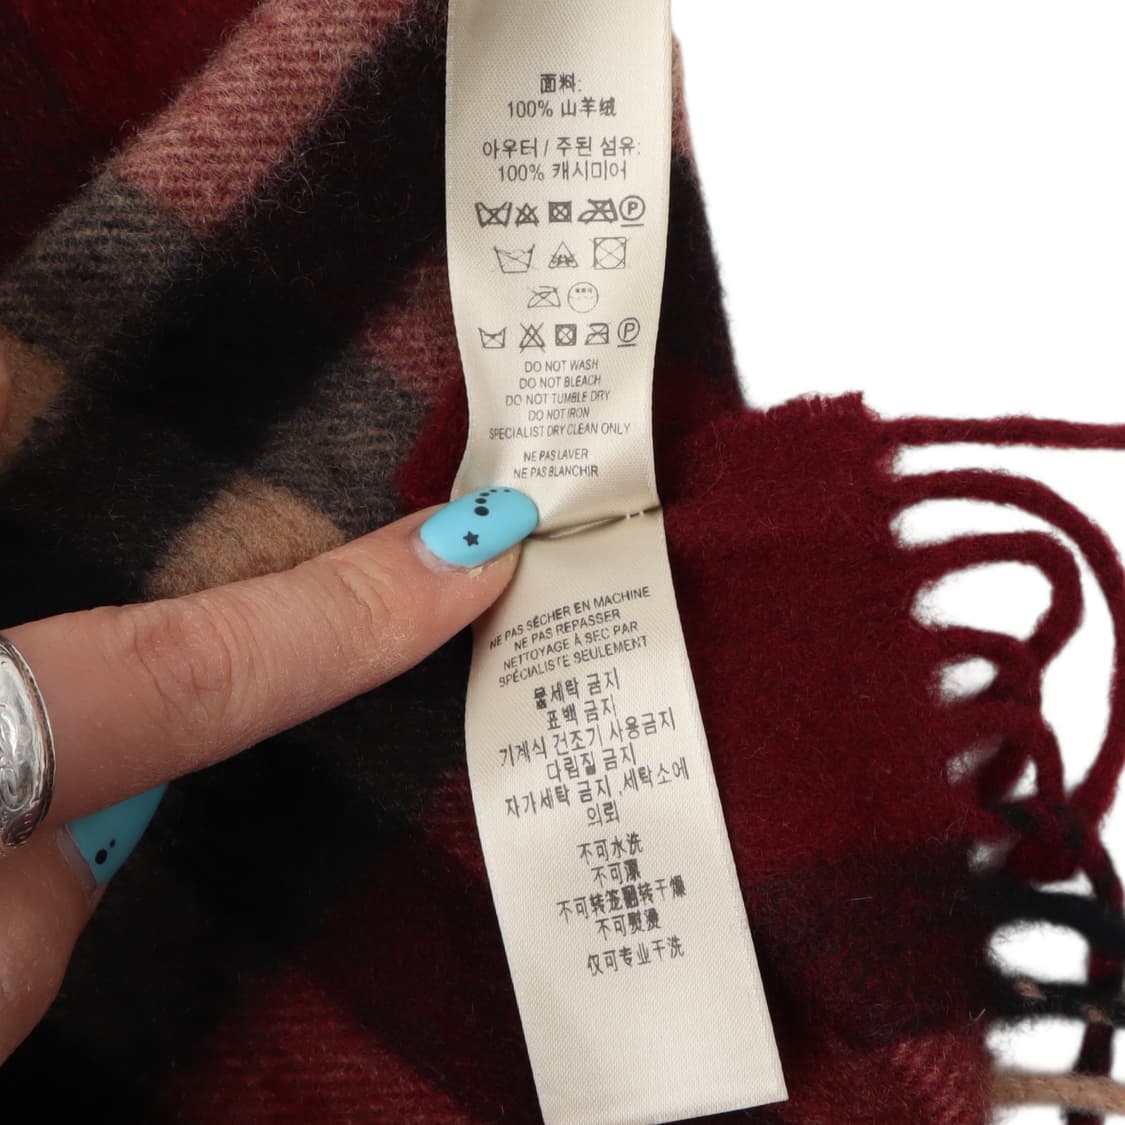 面料:
100% 山羊绒
아우터 / 주된 섬유:
100% 캐시미어
P
P
DO NOT WASH
DO NOT BLEACH
DO NOT TUMBLE DRY
DO NOT IRON
SPECIALIST DRY CLEAN ONLY
NE PAS LAVER
NE PAS BLANCHIR
NE PAS SÉCHER EN MACHINE
NE PAS REPASSER
NETTOYAGE À SEC PAR
SPÉCIALISTE SEULEMENT
물세탁 금지
표백 금지
기계식 건조기 사용금지
다림질 금지
자가세탁 금지 ,세탁소에
의뢰
不可水洗
不可漂
不可转笼翻转干燥
不可熨烫
仅可专业干洗